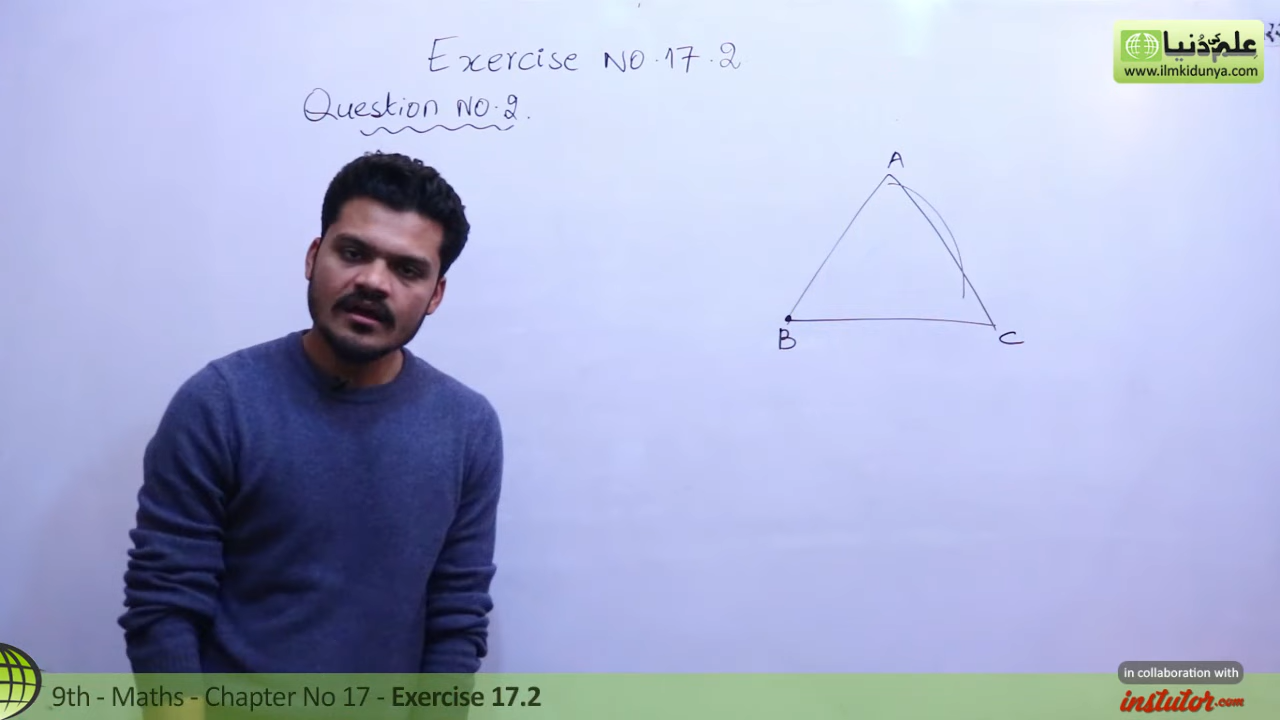 Exercise NO.17.2
Question NO.2.
A
B
C
علم کی دُنیا
www.ilmkidunya.com
9th - Maths - Chapter No 17 - Exercise 17.2
in collaboration with
instutor.com